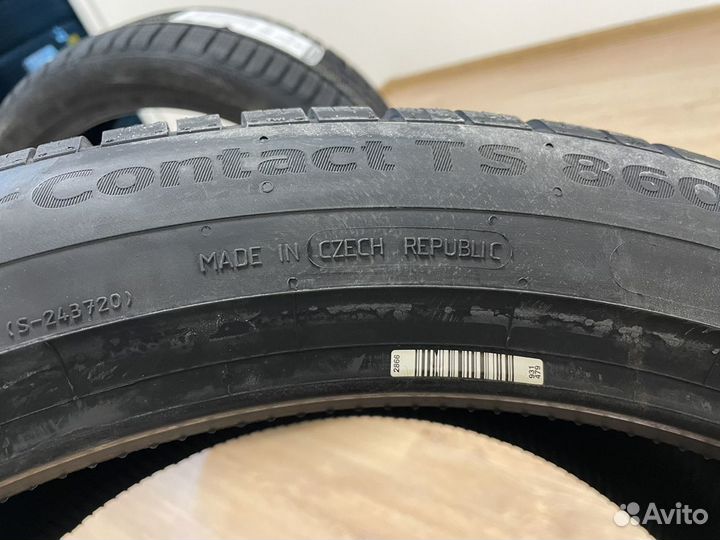 Contact TS 860
MADE IN CZECH REPUBLIC
(S-243720)
2866
931
479
Avito